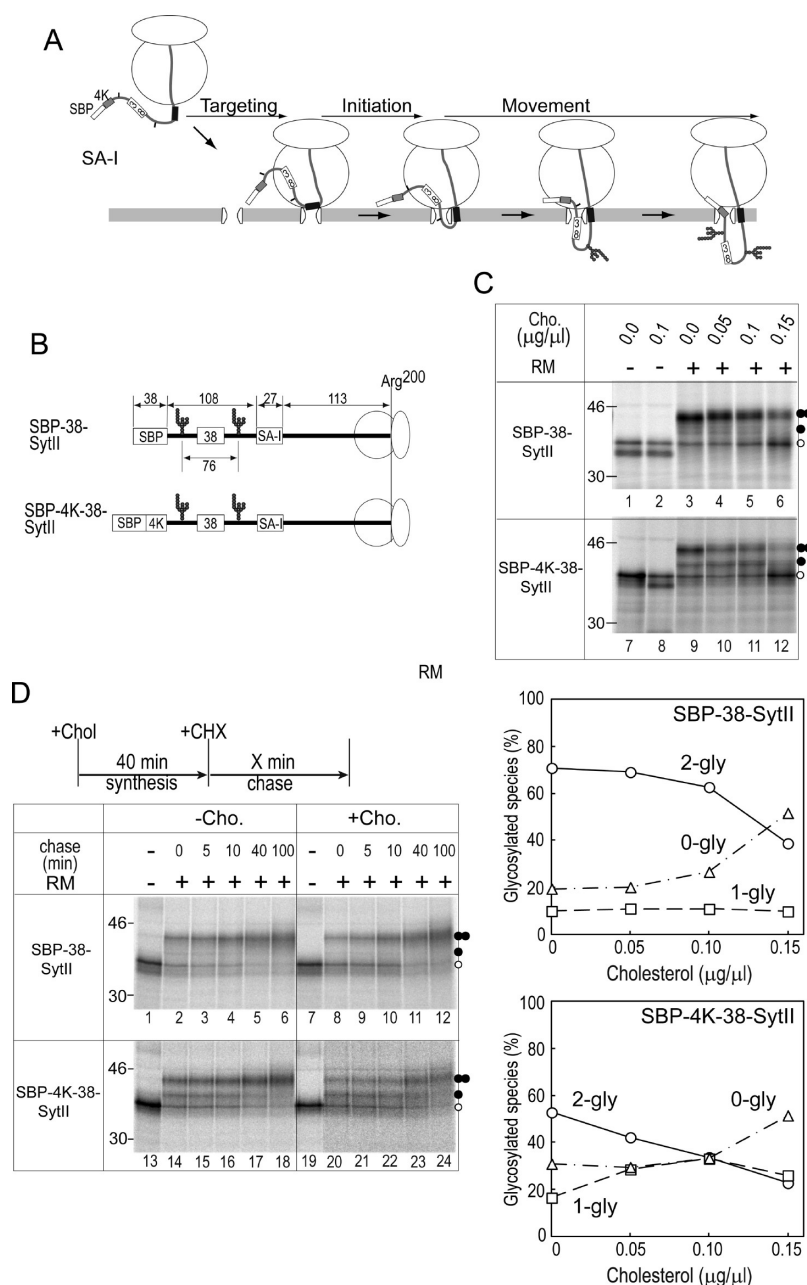 A
4K
SBP
38
Targeting
Initiation
Movement
SA-I
38
38
38
38
B
Arg200
38
108
27
113
SBP-38-
SytII
SBP
38
SA-I
76
SBP-4K-38-
SytII
SBP
4K
38
SA-I
C
Cho.
(μg/μl)
0.0
0.1
0.0
0.05
0.1
0.15
RM
- - + + + +
SBP-38-
SytII
46
30
1 2 3 4 5 6
SBP-4K-38-
SytII
46
30
7 8 9 10 11 12
RM
D
+Chol
+CHX
40 min
synthesis
X min
chase
-Cho.
+Cho.
chase
(min)
- 0 5 10 40 100 - 0 5 10 40 100
RM
- + + + + + - + + + + +
SBP-38-
SytII
46
30
1 2 3 4 5 6 7 8 9 10 11 12
SBP-4K-38-
SytII
46
30
13 14 15 16 17 18 19 20 21 22 23 24
SBP-38-SytII
Glycosylated species (%)
100
80
60
40
20
0
2-gly
0-gly
1-gly
0 0.05 0.10 0.15
Cholesterol (μg/μl)
SBP-4K-38-SytII
Glycosylated species (%)
100
80
60
40
20
0
2-gly
0-gly
1-gly
0 0.05 0.10 0.15
Cholesterol (μg/μl)